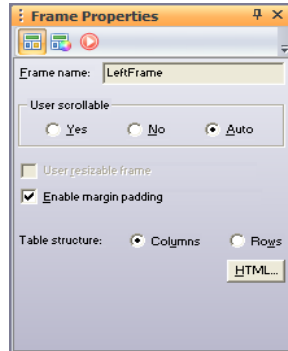 Frame Properties
Frame name: LeftFrame
User scrollable
Yes No Auto
User resizable frame
Enable margin padding
Table structure: Columns Rows
HTML...